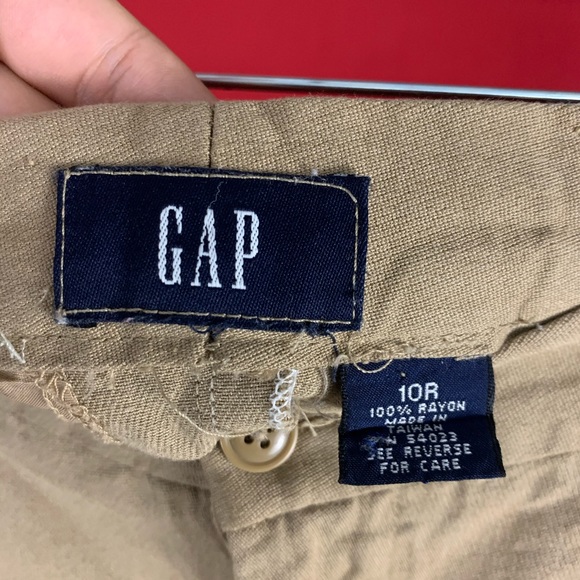 GAP
10R
100% RAYON
MADE IN
TAIWAN
N 54023
SEE REVERSE
FOR CARE